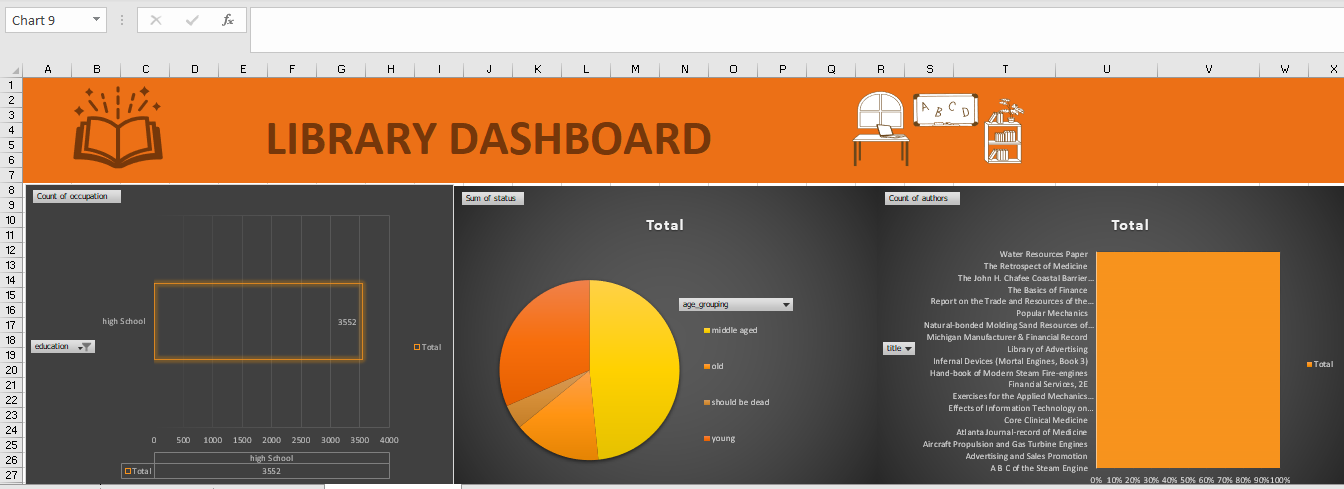 Chart 9
fx
A B C D E F G H I J K L M N O P Q R S T U V W X
1
2
3
4
5
6
7
8
9
10
11
12
13
14
15
16
17
18
19
20
21
22
23
24
25
26
27
LIBRARY DASHBOARD
A B C D
Count of occupation
high School
3552
education
Total
0 500 1000 1500 2000 2500 3000 3500 4000
high School
Total 3552
Sum of status
Total
age_grouping
middle aged
old
should be dead
young
Count of authors
Total
Water Resources Paper
The Retrospect of Medicine
The John H. Chafee Coastal Barrier...
The Basics of Finance
Report on the Trade and Resources of the...
Popular Mechanics
Natural-bonded Molding Sand Resources of...
Michigan Manufacturer & Financial Record
Library of Advertising
Infernal Devices (Mortal Engines, Book 3)
Hand-book of Modern Steam Fire-engines
Financial Services, 2E
Exercises for the Applied Mechanics...
Effects of Information Technology on...
Core Clinical Medicine
Atlanta Journal-record of Medicine
Aircraft Propulsion and Gas Turbine Engines
Advertising and Sales Promotion
A B C of the Steam Engine
title
Total
0% 10% 20% 30% 40% 50% 60% 70% 80% 90% 100%